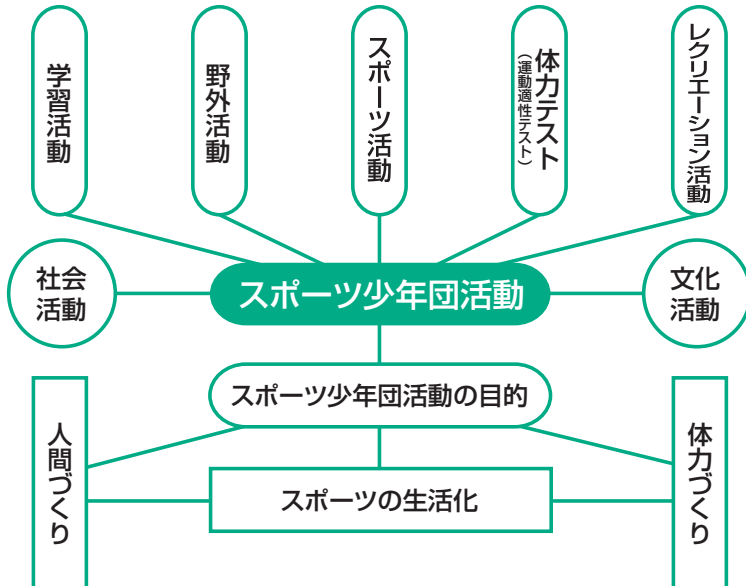 学習活動
野外活動
スポーツ活動
体力テスト
（運動適性テスト）
レクリエーション活動
社会
活動
スポーツ少年団活動
文化
活動
スポーツ少年団活動の目的
人間づくり
スポーツの生活化
体力づくり